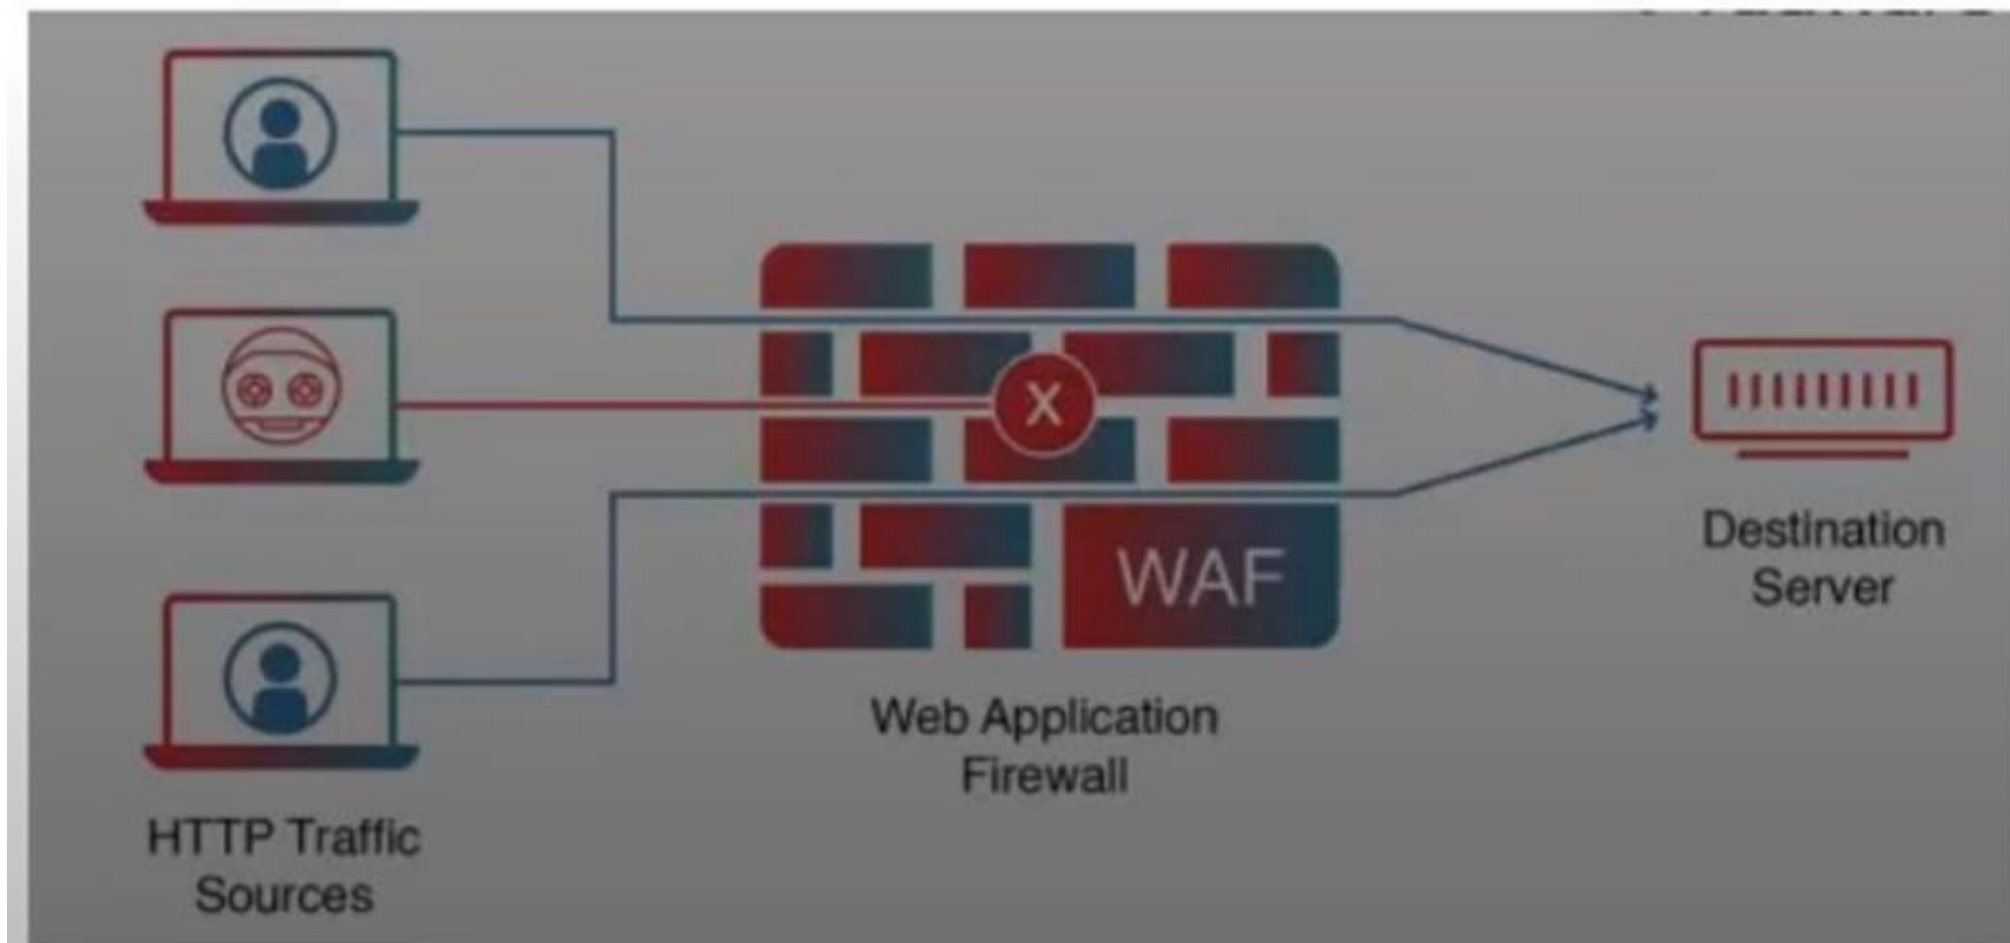 X
WAF
Destination
Server
Web Application
Firewall
HTTP Traffic
Sources